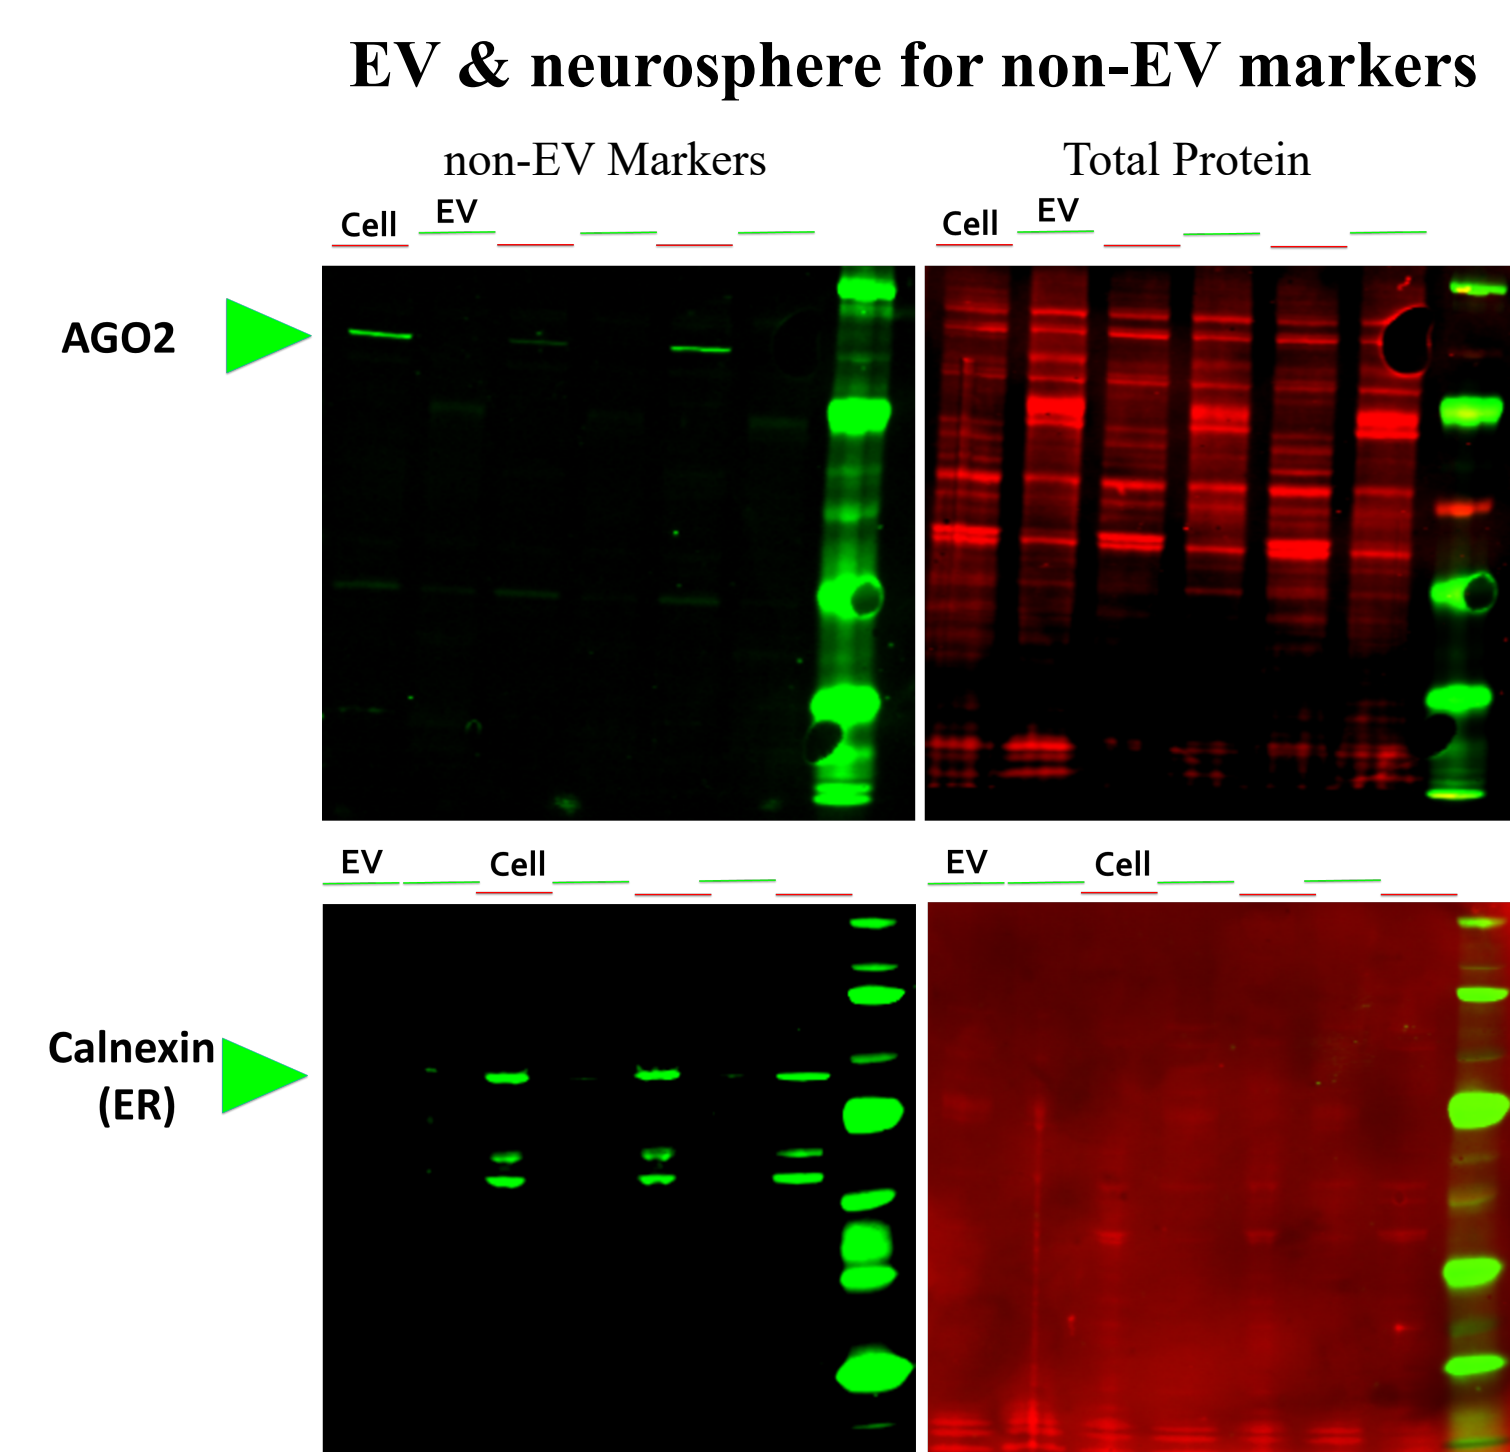 EV & neurosphere for non-EV markers
non-EV Markers
Total Protein
Cell
EV
Cell
EV
AGO2
EV
Cell
EV
Cell
Calnexin
(ER)